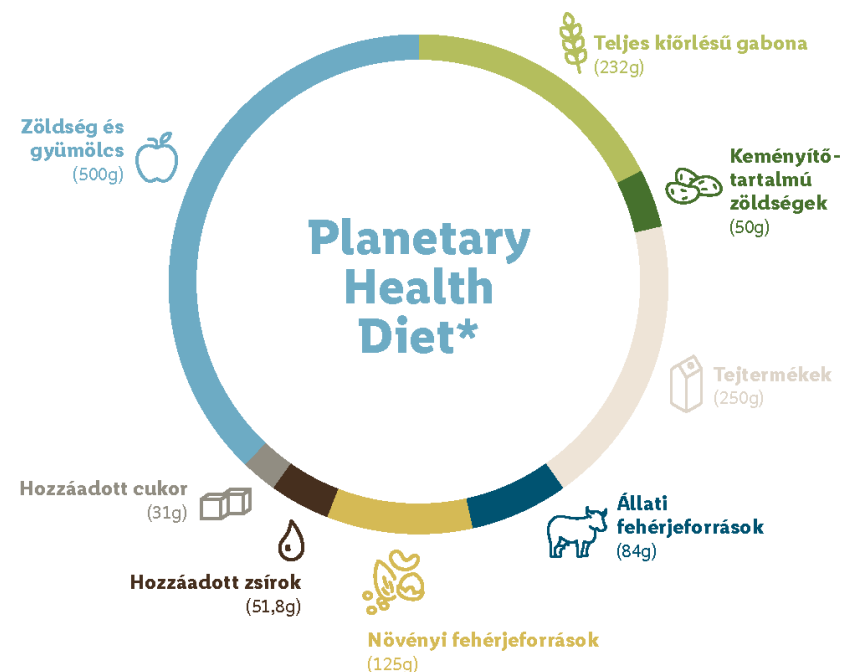 Teljes kiőrlésű gabona
(232g)
Zöldség és
gyümölcs
(500g)
Keményítő-
tartalmú
zöldségek
(50g)
Planetary
Health
Diet*
Tejtermékek
(250g)
Hozzáadott cukor
(31g)
Állati
fehérjeforrások
(84g)
Hozzáadott zsírok
(51,8g)
Növényi fehérjeforrások
(125g)